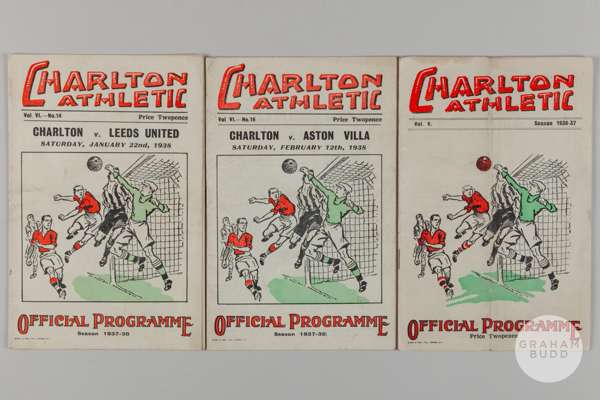 CHARLTON
ATHLETIC
Vol VI.—No.14 Price Twopence
CHARLTON v. LEEDS UNITED
SATURDAY, JANUARY 22nd, 1938
OFFICIAL PROGRAMME
Season 1937-38
CHARLTON
ATHLETIC
Vol VI.—No.16 Price Twopence
CHARLTON v. ASTON VILLA
SATURDAY, FEBRUARY 12th, 1938
OFFICIAL PROGRAMME
Season 1937-38
CHARLTON
ATHLETIC
Vol. V. Season 1936-37
OFFICIAL PROGRAMME
Price Twopence
GRAHAM
BUDD